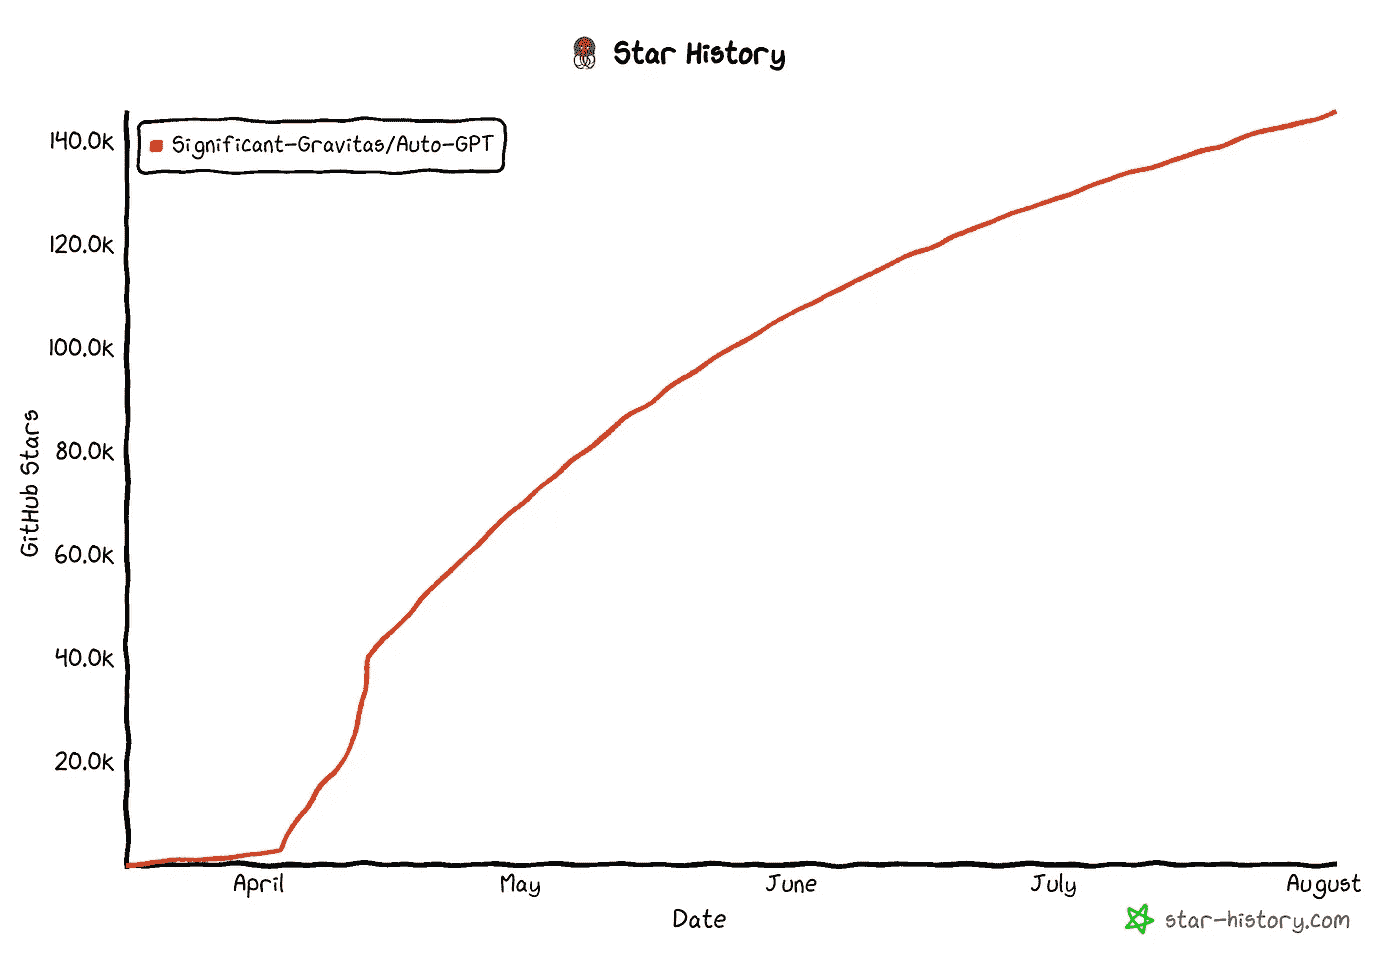 Star History
Significant-Gravitas/Auto-GPT
140.0k
120.0k
100.0k
80.0k
60.0k
40.0k
20.0k
GitHub Stars
April May June July August
Date
star-history.com